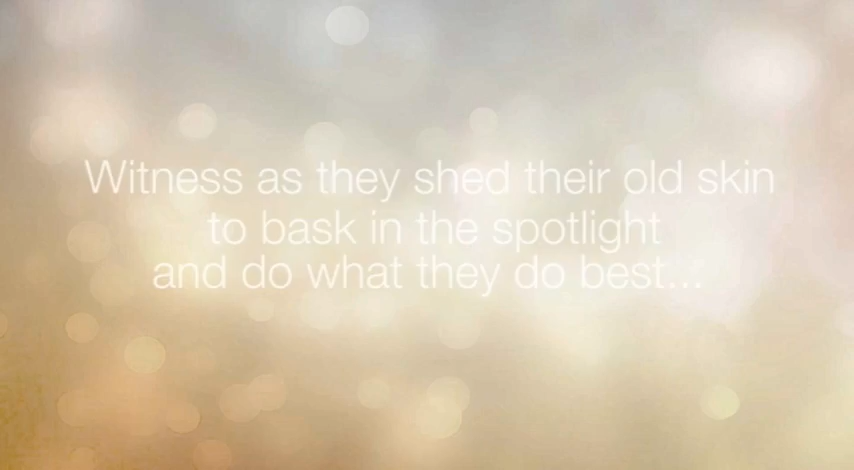 Witness as they shed their old skin
to bask in the spotlight
and do what they do best...